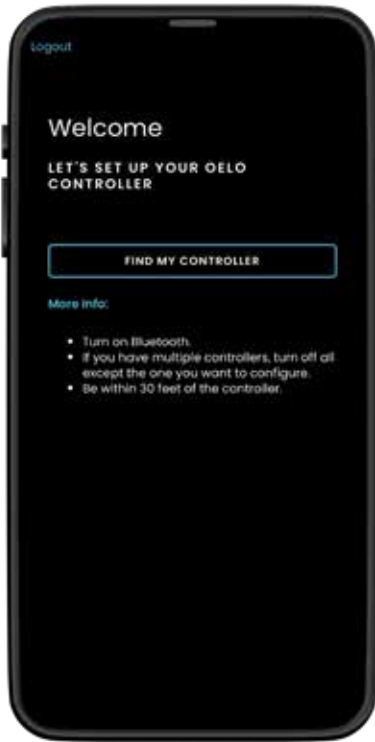 Logout
Welcome
LET'S SET UP YOUR OELO
CONTROLLER
FIND MY CONTROLLER
More info:
• Turn on Bluetooth.
• If you have multiple controllers, turn off all
except the one you want to configure.
• Be within 30 feet of the controller.